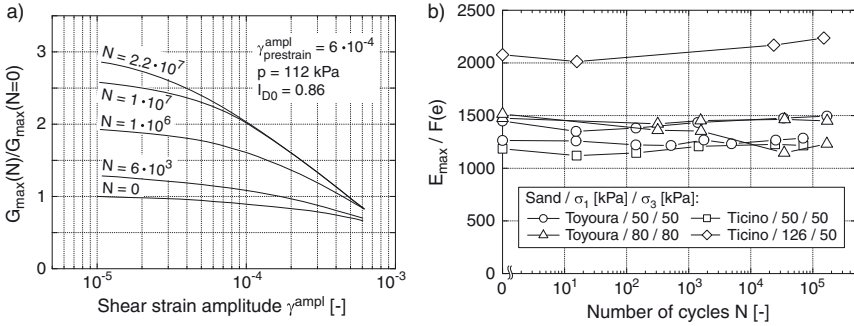 a)
G_max(N)/G_max(N=0)
3
2
1
0
N = 2.2•10^7
N = 1•10^7
N = 1•10^6
N = 6•10^3
N = 0
γ^ampl_prestrain = 6•10^-4
p = 112 kPa
I_D0 = 0.86
10^-5
10^-4
10^-3
Shear strain amplitude γ^ampl [-]
b)
E_max / F(e)
2500
2000
1500
1000
500
0
Sand / σ_1 [kPa] / σ_3 [kPa]:
Toyoura / 50 / 50
Ticino / 50 / 50
Toyoura / 80 / 80
Ticino / 126 / 50
0
10^1
10^2
10^3
10^4
10^5
10^6
Number of cycles N [-]